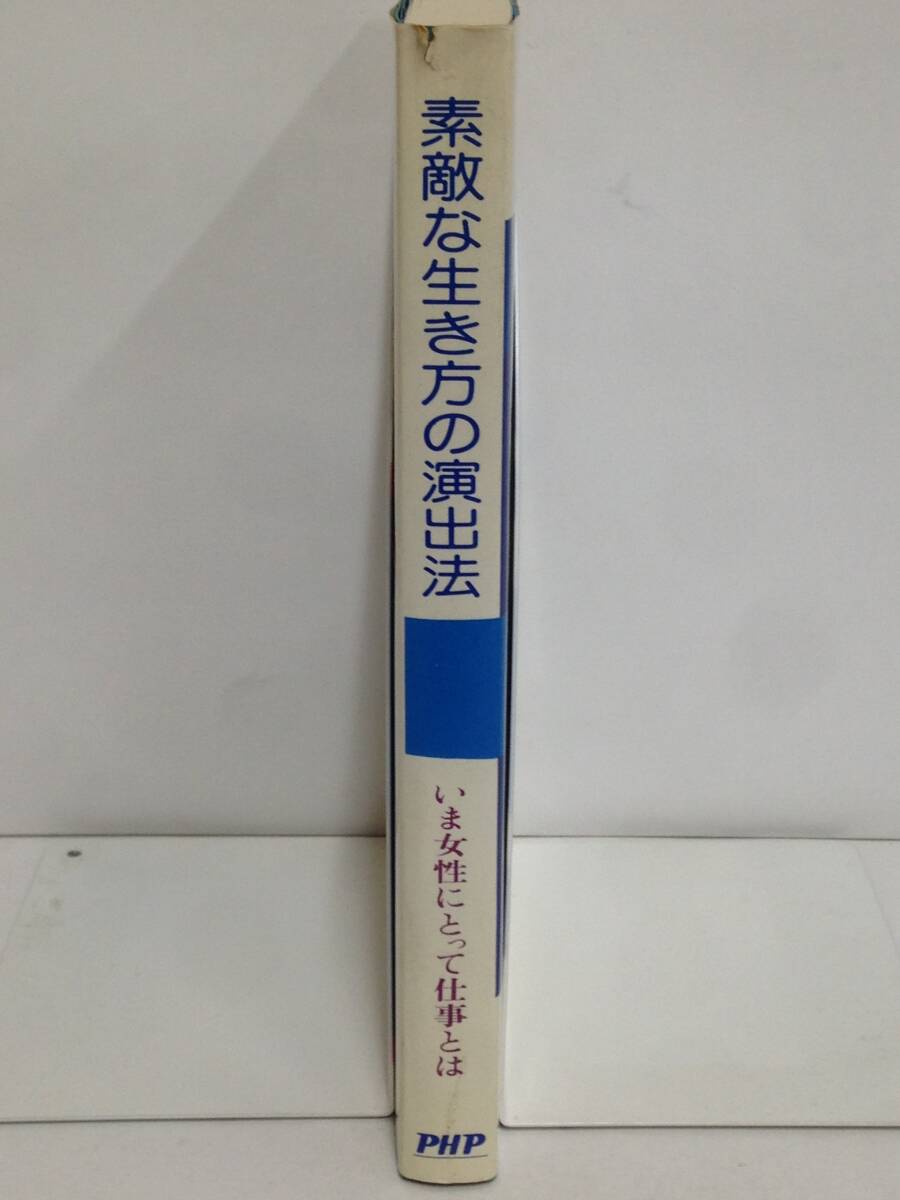 素敵な生き方の演出法
いま女性にとって仕事とは
PHP